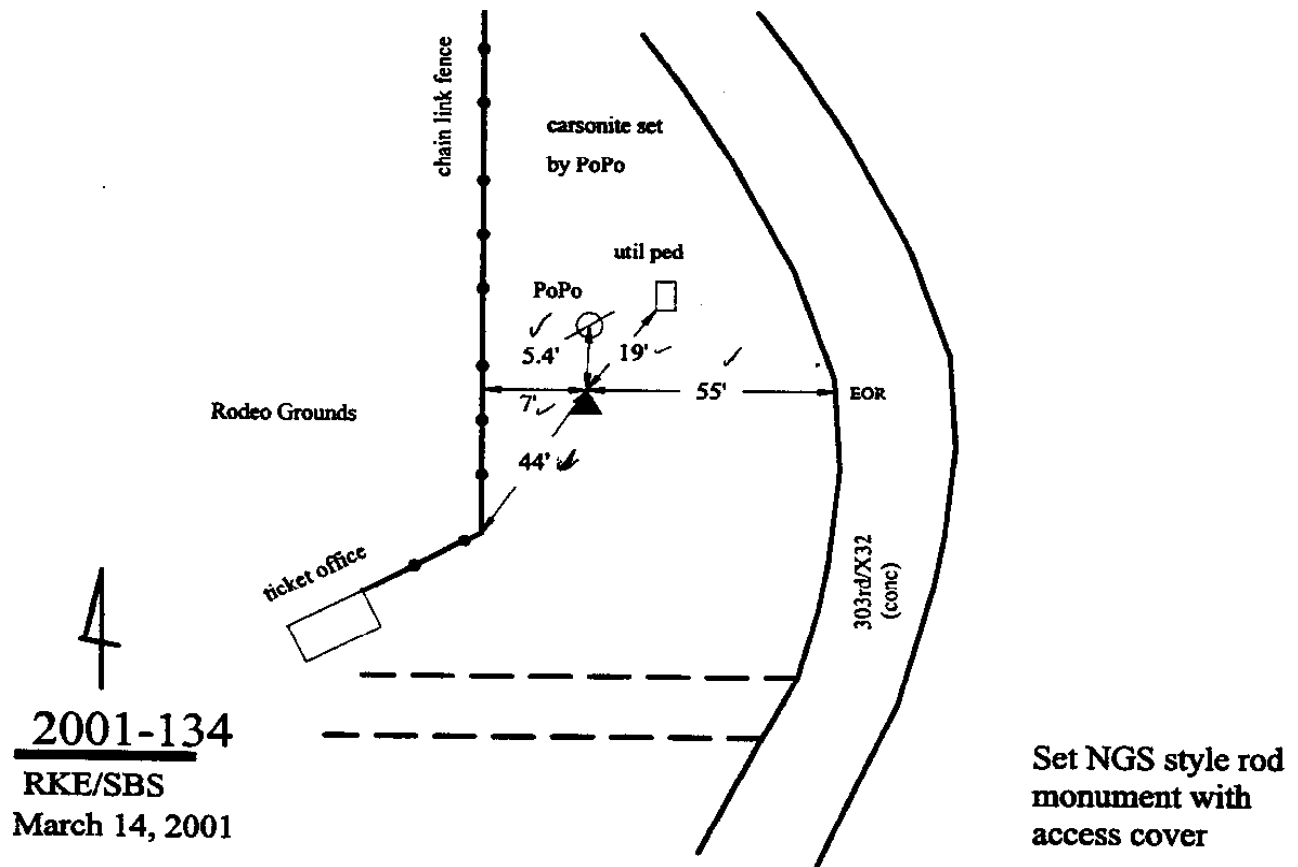 chain link fence
carsonite set
by PoPo
util ped
PoPo
5.4'
19'
55'
EOR
7'
Rodeo Grounds
44'
303rd/X32
(conc)
ticket office
2001-134
RKE/SBS
March 14, 2001
Set NGS style rod
monument with
access cover